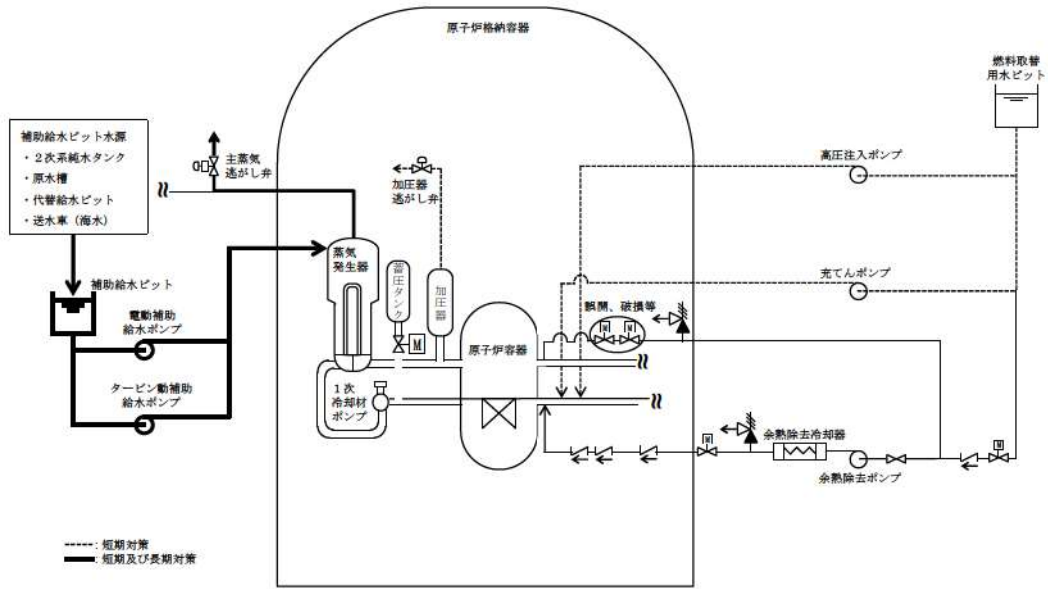 原子炉格納容器
燃料取替
用水ピット
補助給水ピット水源
・２次系純水タンク
・原水槽
・代替給水ピット
・送水車（海水）
主蒸気
逃がし弁
加圧器
逃がし弁
高圧注入ポンプ
蒸気
発生器
蓄圧タンク
加圧器
充てんポンプ
補助給水ピット
誤開、破損等
M
M
M
電動補助
給水ポンプ
原子炉容器
タービン動補助
給水ポンプ
１次
冷却材
ポンプ
M
余熱除去冷却器
M
余熱除去ポンプ
：短期対策
：短期及び長期対策